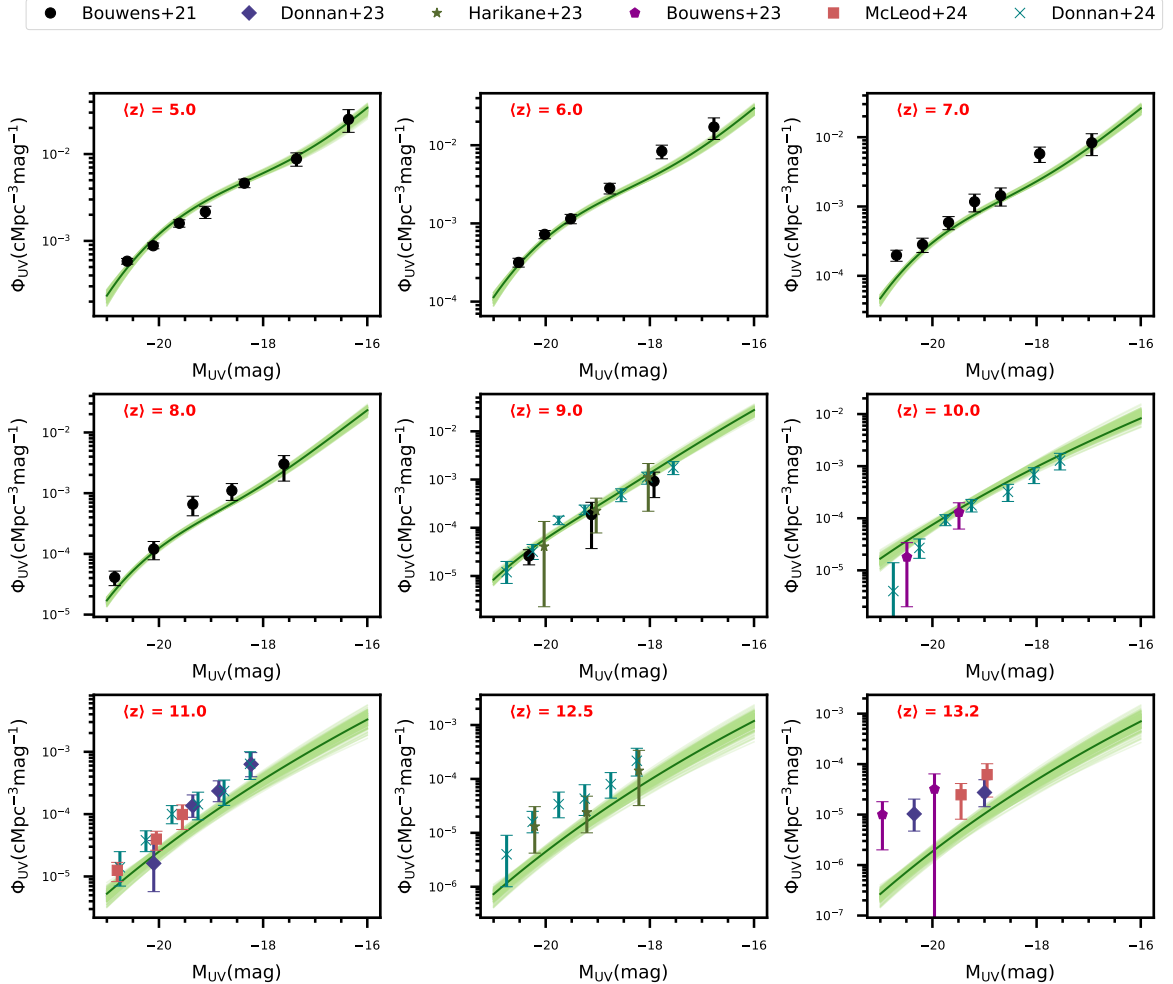 Bouwens+21 Donnan+23 Harikane+23 Bouwens+23 McLeod+24 Donnan+24
⟨z⟩ = 5.0
10⁻²
10⁻³
Φ_UV(cMpc⁻³mag⁻¹)
−20 −18 −16
M_UV(mag)
⟨z⟩ = 6.0
10⁻²
10⁻³
10⁻⁴
Φ_UV(cMpc⁻³mag⁻¹)
−20 −18 −16
M_UV(mag)
⟨z⟩ = 7.0
10⁻²
10⁻³
10⁻⁴
Φ_UV(cMpc⁻³mag⁻¹)
−20 −18 −16
M_UV(mag)
⟨z⟩ = 8.0
10⁻²
10⁻³
10⁻⁴
10⁻⁵
Φ_UV(cMpc⁻³mag⁻¹)
−20 −18 −16
M_UV(mag)
⟨z⟩ = 9.0
10⁻²
10⁻³
10⁻⁴
10⁻⁵
Φ_UV(cMpc⁻³mag⁻¹)
−20 −18 −16
M_UV(mag)
⟨z⟩ = 10.0
10⁻²
10⁻³
10⁻⁴
10⁻⁵
Φ_UV(cMpc⁻³mag⁻¹)
−20 −18 −16
M_UV(mag)
⟨z⟩ = 11.0
10⁻³
10⁻⁴
10⁻⁵
Φ_UV(cMpc⁻³mag⁻¹)
−20 −18 −16
M_UV(mag)
⟨z⟩ = 12.5
10⁻³
10⁻⁴
10⁻⁵
10⁻⁶
Φ_UV(cMpc⁻³mag⁻¹)
−20 −18 −16
M_UV(mag)
⟨z⟩ = 13.2
10⁻³
10⁻⁴
10⁻⁵
10⁻⁶
10⁻⁷
Φ_UV(cMpc⁻³mag⁻¹)
−20 −18 −16
M_UV(mag)